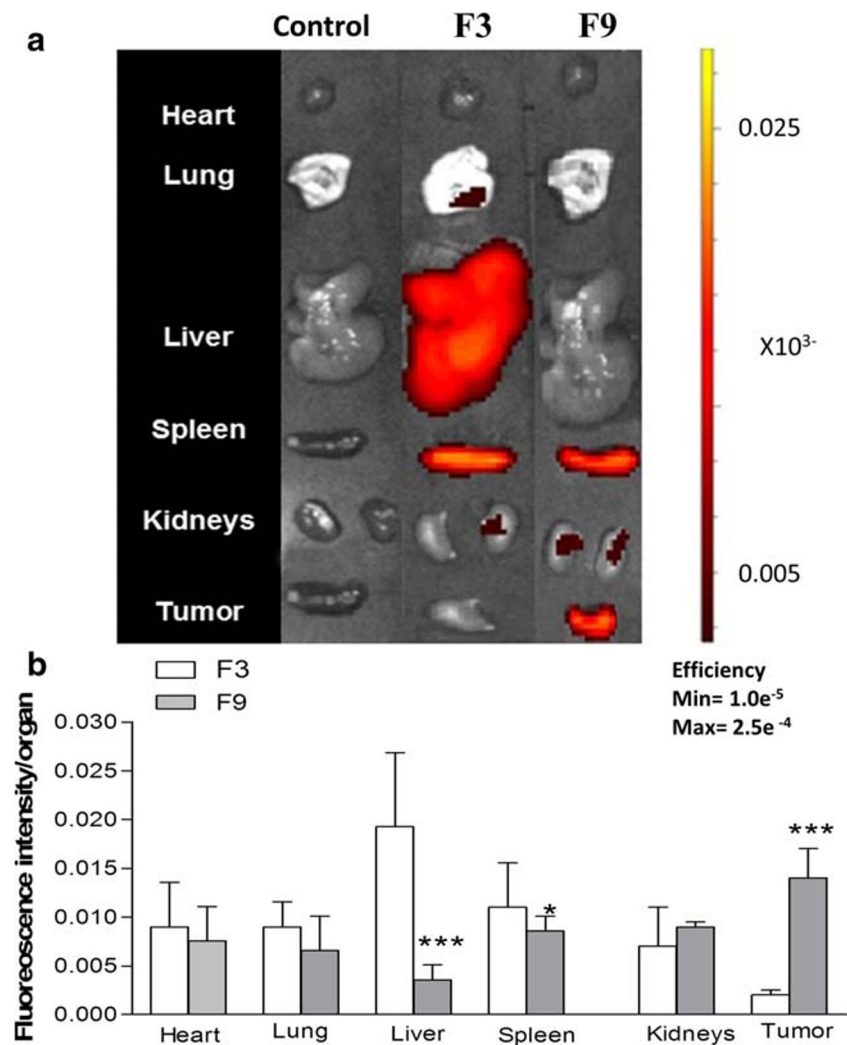 a
Control F3 F9
Heart
Lung
Liver
Spleen
Kidneys
Tumor
0.025
X10³⁻
0.005
Efficiency
Min= 1.0e⁻⁵
Max= 2.5e ⁻⁴
b
F3
F9
Fluoreoscence intensity/organ
0.030
0.025
0.020
0.015
0.010
0.005
0.000
***
*
***
Heart Lung Liver Spleen Kidneys Tumor